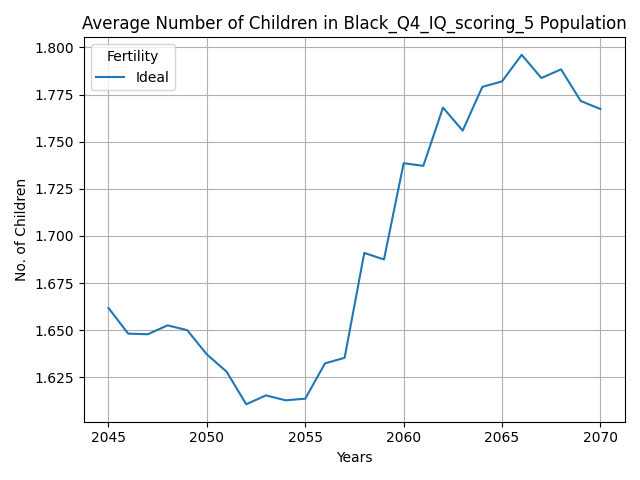 Average Number of Children in Black_Q4_IQ_scoring_5 Population
Fertility
Ideal
1.800
1.775
1.750
1.725
1.700
1.675
1.650
1.625
No. of Children
2045 2050 2055 2060 2065 2070
Years